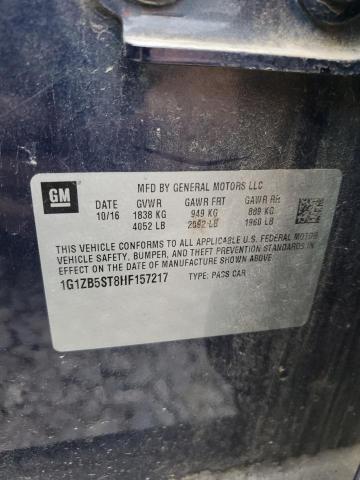 GM
MFD BY GENERAL MOTORS LLC
DATE GVWR GAWR FRT GAWR RR
10/16 1838 KG 949 KG 889 KG
4052 LB 2092 LB 1960 LB
THIS VEHICLE CONFORMS TO ALL APPLICABLE U.S. FEDERAL MOTOR
VEHICLE SAFETY, BUMPER, AND THEFT PREVENTION STANDARDS IN
EFFECT ON THE DATE OF MANUFACTURE SHOWN ABOVE.
1G1ZB5ST8HF157217 TYPE: PASS CAR